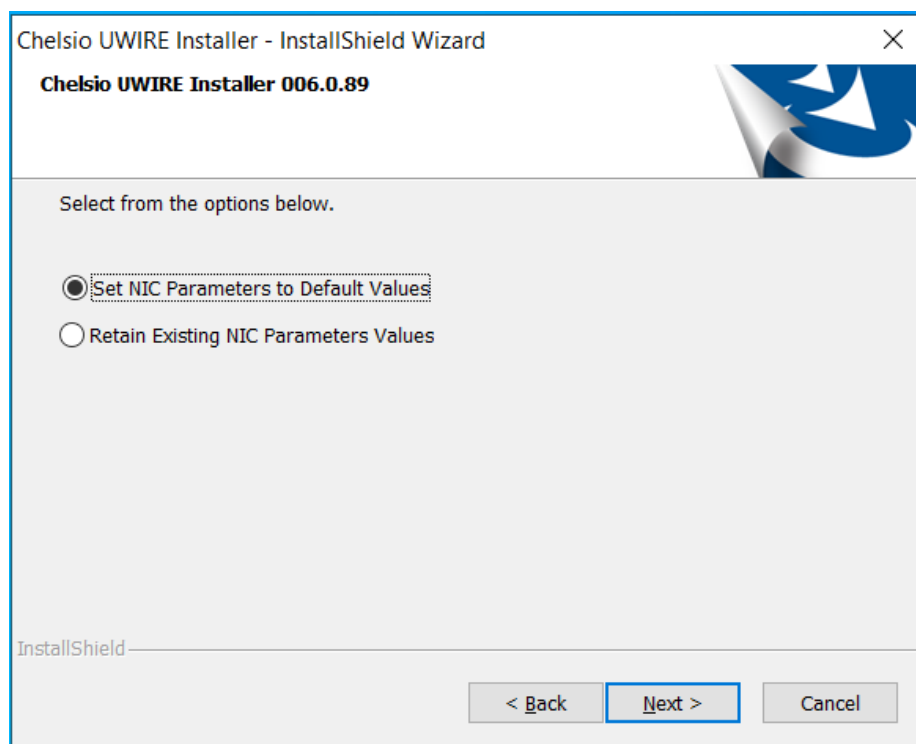 Chelsio UWIRE Installer - InstallShield Wizard
Chelsio UWIRE Installer 006.0.89
Select from the options below.
Set NIC Parameters to Default Values
Retain Existing NIC Parameters Values
InstallShield
< Back
Next >
Cancel